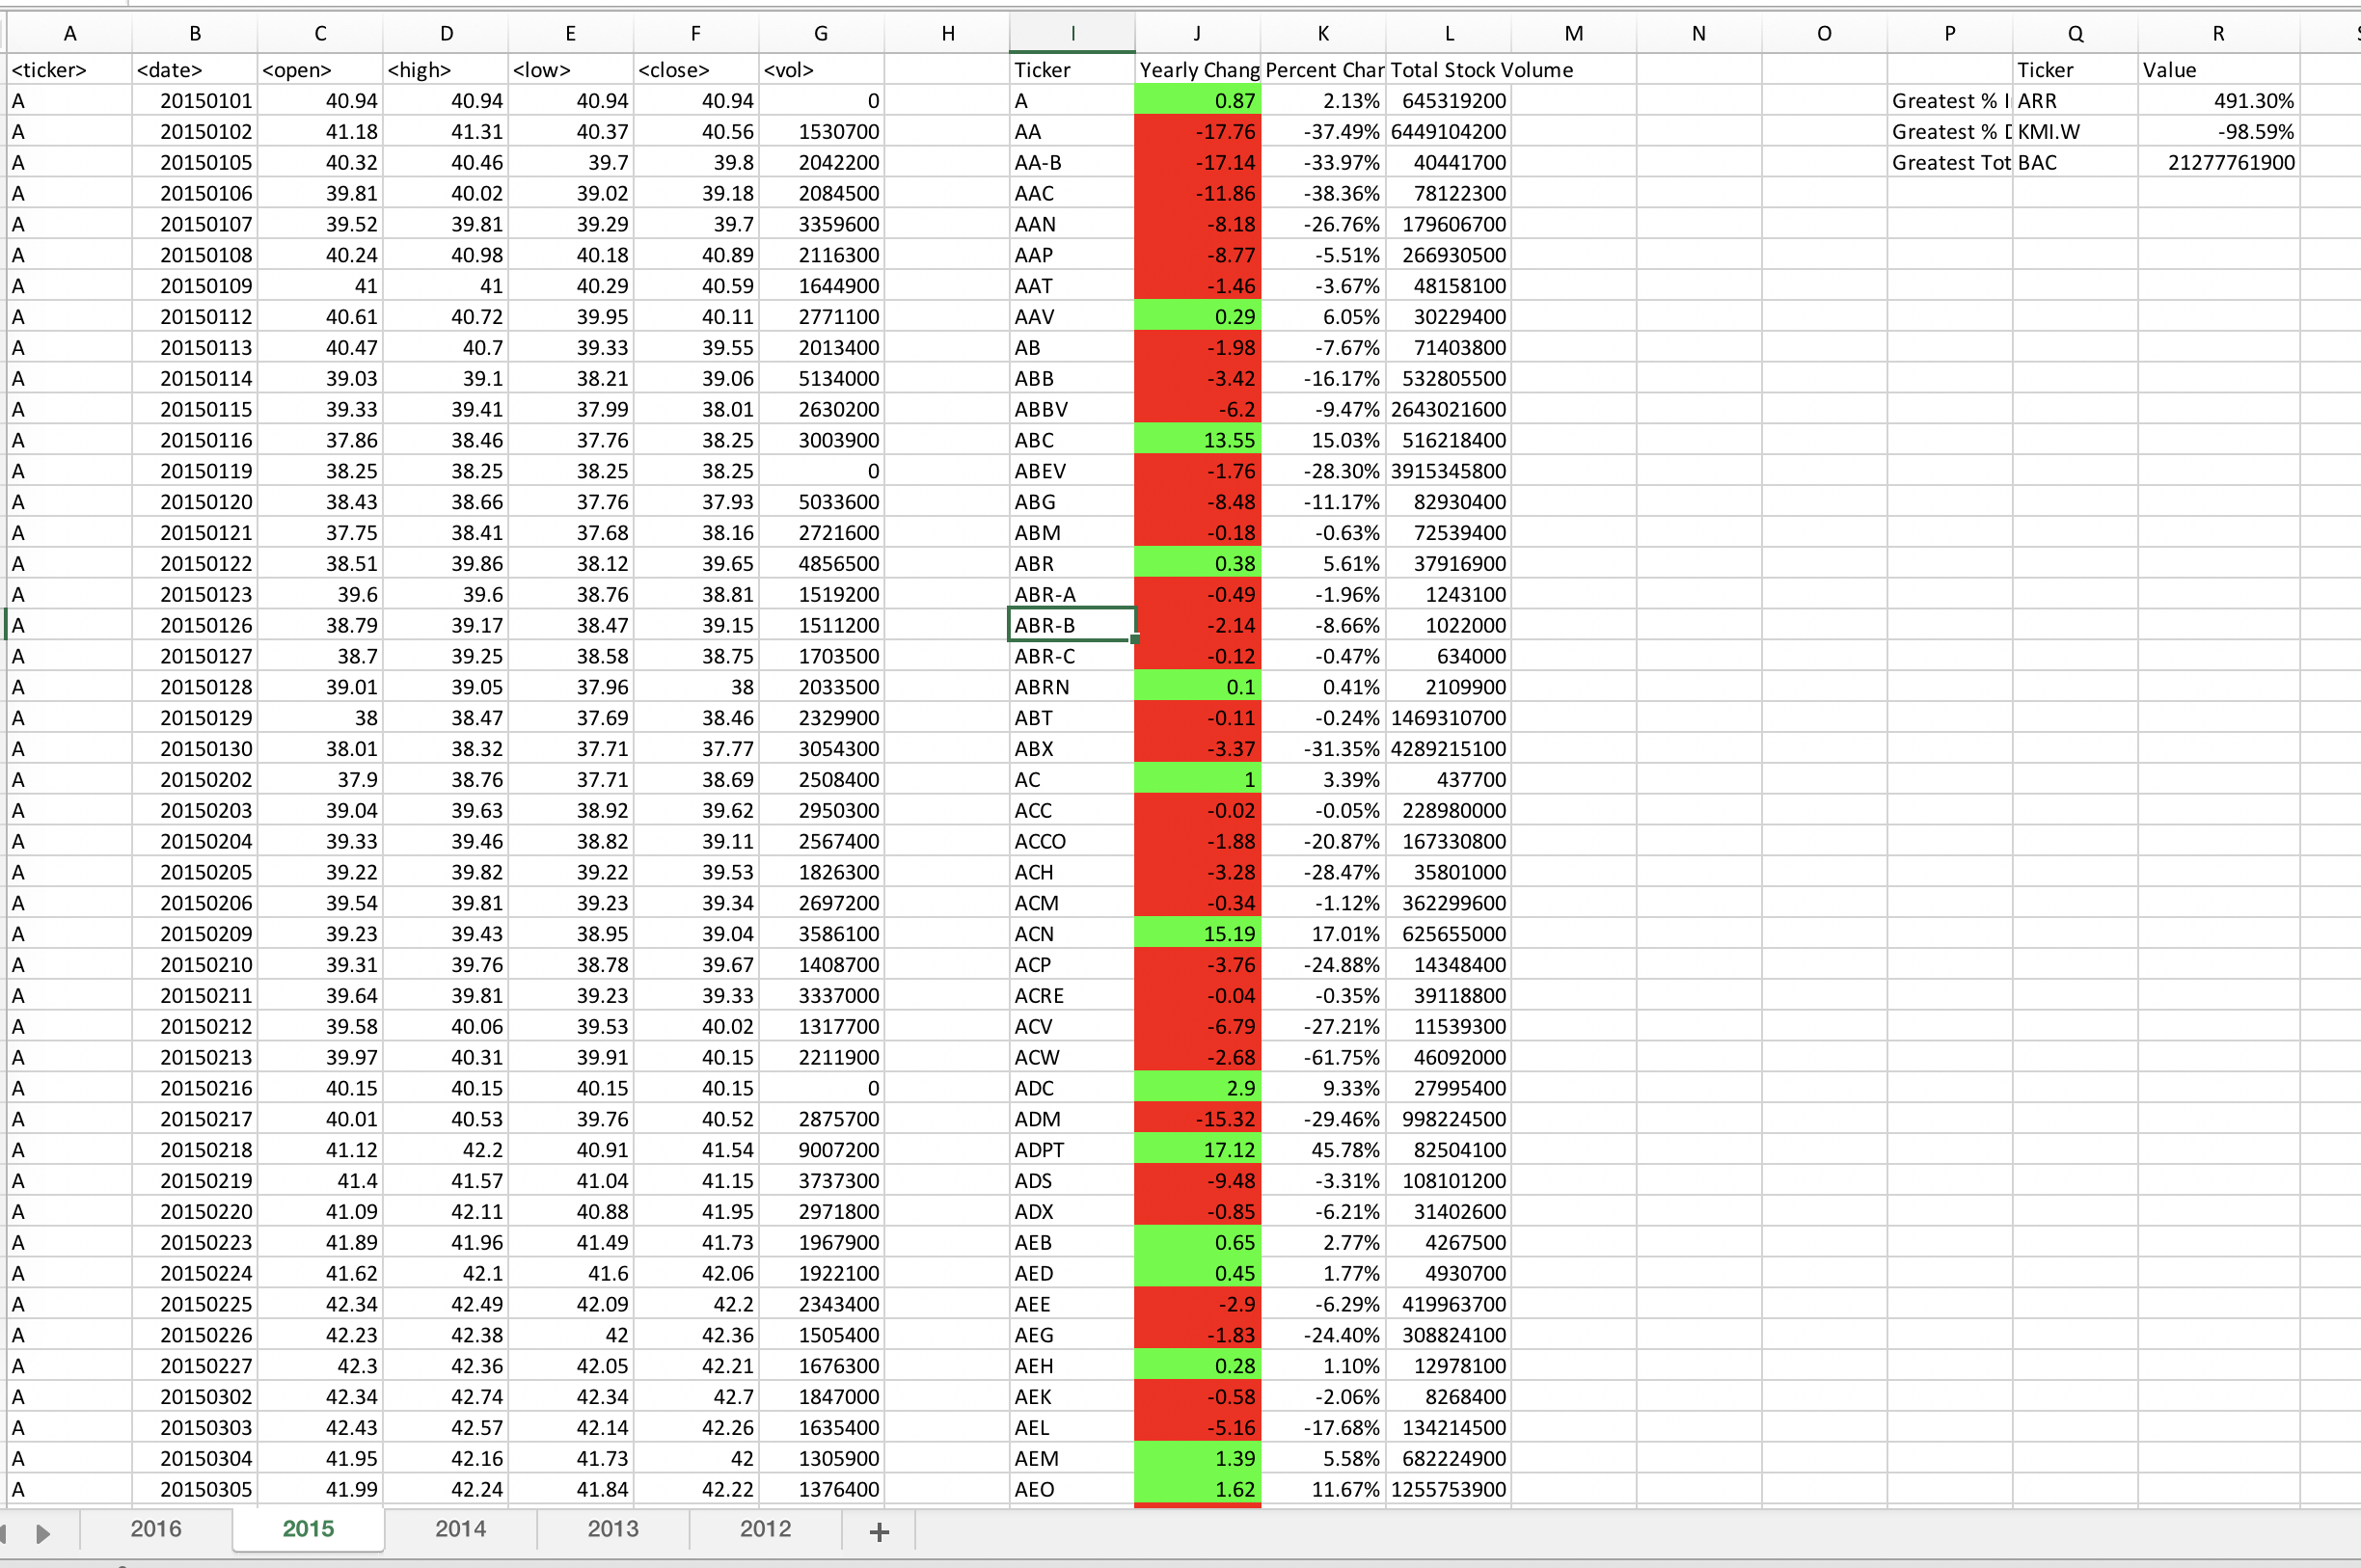 A B C D E F G H I J K L M N O P Q R
<ticker> <date> <open> <high> <low> <close> <vol> Ticker Yearly Chang Percent Char Total Stock Volume Ticker Value
A 20150101 40.94 40.94 40.94 40.94 0 A 0.87 2.13% 645319200 Greatest % I ARR 491.30%
A 20150102 41.18 41.31 40.37 40.56 1530700 AA -17.76 -37.49% 6449104200 Greatest % D KMI.W -98.59%
A 20150105 40.32 40.46 39.7 39.8 2042200 AA-B -17.14 -33.97% 40441700 Greatest Tot BAC 21277761900
A 20150106 39.81 40.02 39.02 39.18 2084500 AAC -11.86 -38.36% 78122300
A 20150107 39.52 39.81 39.29 39.7 3359600 AAN -8.18 -26.76% 179606700
A 20150108 40.24 40.98 40.18 40.89 2116300 AAP -8.77 -5.51% 266930500
A 20150109 41 41 40.29 40.59 1644900 AAT -1.46 -3.67% 48158100
A 20150112 40.61 40.72 39.95 40.11 2771100 AAV 0.29 6.05% 30229400
A 20150113 40.47 40.7 39.33 39.55 2013400 AB -1.98 -7.67% 71403800
A 20150114 39.03 39.1 38.21 39.06 5134000 ABB -3.42 -16.17% 532805500
A 20150115 39.33 39.41 37.99 38.01 2630200 ABBV -6.2 -9.47% 2643021600
A 20150116 37.86 38.46 37.76 38.25 3003900 ABC 13.55 15.03% 516218400
A 20150119 38.25 38.25 38.25 38.25 0 ABEV -1.76 -28.30% 3915345800
A 20150120 38.43 38.66 37.76 37.93 5033600 ABG -8.48 -11.17% 82930400
A 20150121 37.75 38.41 37.68 38.16 2721600 ABM -0.18 -0.63% 72539400
A 20150122 38.51 39.86 38.12 39.65 4856500 ABR 0.38 5.61% 37916900
A 20150123 39.6 39.6 38.76 38.81 1519200 ABR-A -0.49 -1.96% 1243100
A 20150126 38.79 39.17 38.47 39.15 1511200 ABR-B -2.14 -8.66% 1022000
A 20150127 38.7 39.25 38.58 38.75 1703500 ABR-C -0.12 -0.47% 634000
A 20150128 39.01 39.05 37.96 38 2033500 ABRN 0.1 0.41% 2109900
A 20150129 38 38.47 37.69 38.46 2329900 ABT -0.11 -0.24% 1469310700
A 20150130 38.01 38.32 37.71 37.77 3054300 ABX -3.37 -31.35% 4289215100
A 20150202 37.9 38.76 37.71 38.69 2508400 AC 1 3.39% 437700
A 20150203 39.04 39.63 38.92 39.62 2950300 ACC -0.02 -0.05% 228980000
A 20150204 39.33 39.46 38.82 39.11 2567400 ACCO -1.88 -20.87% 167330800
A 20150205 39.22 39.82 39.22 39.53 1826300 ACH -3.28 -28.47% 35801000
A 20150206 39.54 39.81 39.23 39.34 2697200 ACM -0.34 -1.12% 362299600
A 20150209 39.23 39.43 38.95 39.04 3586100 ACN 15.19 17.01% 625655000
A 20150210 39.31 39.76 38.78 39.67 1408700 ACP -3.76 -24.88% 14348400
A 20150211 39.64 39.81 39.23 39.33 3337000 ACRE -0.04 -0.35% 39118800
A 20150212 39.58 40.06 39.53 40.02 1317700 ACV -6.79 -27.21% 11539300
A 20150213 39.97 40.31 39.91 40.15 2211900 ACW -2.68 -61.75% 46092000
A 20150216 40.15 40.15 40.15 40.15 0 ADC 2.9 9.33% 27995400
A 20150217 40.01 40.53 39.76 40.52 2875700 ADM -15.32 -29.46% 998224500
A 20150218 41.12 42.2 40.91 41.54 9007200 ADPT 17.12 45.78% 82504100
A 20150219 41.4 41.57 41.04 41.15 3737300 ADS -9.48 -3.31% 108101200
A 20150220 41.09 42.11 40.88 41.95 2971800 ADX -0.85 -6.21% 31402600
A 20150223 41.89 41.96 41.49 41.73 1967900 AEB 0.65 2.77% 4267500
A 20150224 41.62 42.1 41.6 42.06 1922100 AED 0.45 1.77% 4930700
A 20150225 42.34 42.49 42.09 42.2 2343400 AEE -2.9 -6.29% 419963700
A 20150226 42.23 42.38 42 42.36 1505400 AEG -1.83 -24.40% 308824100
A 20150227 42.3 42.36 42.05 42.21 1676300 AEH 0.28 1.10% 12978100
A 20150302 42.34 42.74 42.34 42.7 1847000 AEK -0.58 -2.06% 8268400
A 20150303 42.43 42.57 42.14 42.26 1635400 AEL -5.16 -17.68% 134214500
A 20150304 41.95 42.16 41.73 42 1305900 AEM 1.39 5.58% 682224900
A 20150305 41.99 42.24 41.84 42.22 1376400 AEO 1.62 11.67% 1255753900
2016 2015 2014 2013 2012 +